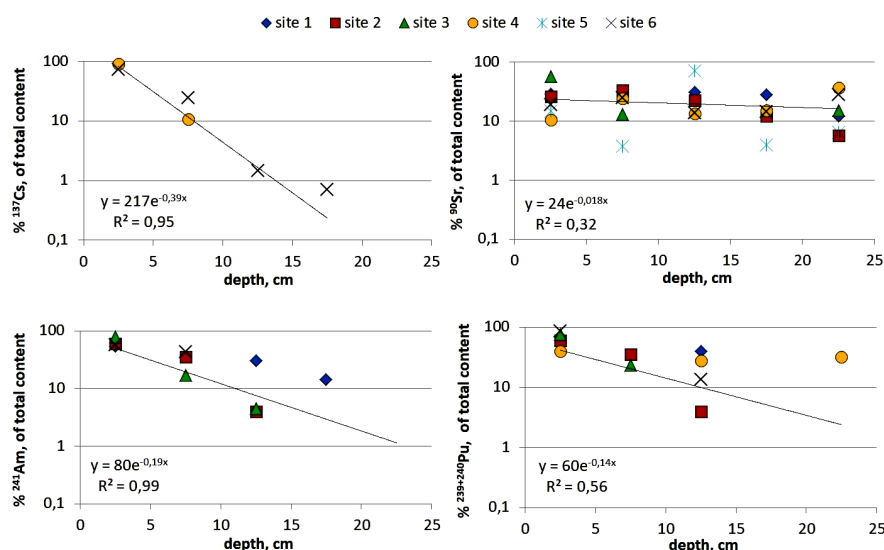 site 1 site 2 site 3 site 4 site 5 site 6
% ¹³⁷Cs, of total content
100
10
1
0,1
y = 217e⁻⁰,³⁹ˣ
R² = 0,95
0 5 10 15 20 25
depth, cm
% ⁹⁰Sr, of total content
100
10
1
0,1
y = 24e⁻⁰,⁰¹⁸ˣ
R² = 0,32
0 5 10 15 20 25
depth, cm
% ²⁴¹Am, of total content
100
10
1
0,1
y = 80e⁻⁰,¹⁹ˣ
R² = 0,99
0 5 10 15 20 25
depth, cm
% ²³⁹⁺²⁴⁰Pu, of total content
100
10
1
0,1
y = 60e⁻⁰,¹⁴ˣ
R² = 0,56
0 5 10 15 20 25
depth, cm